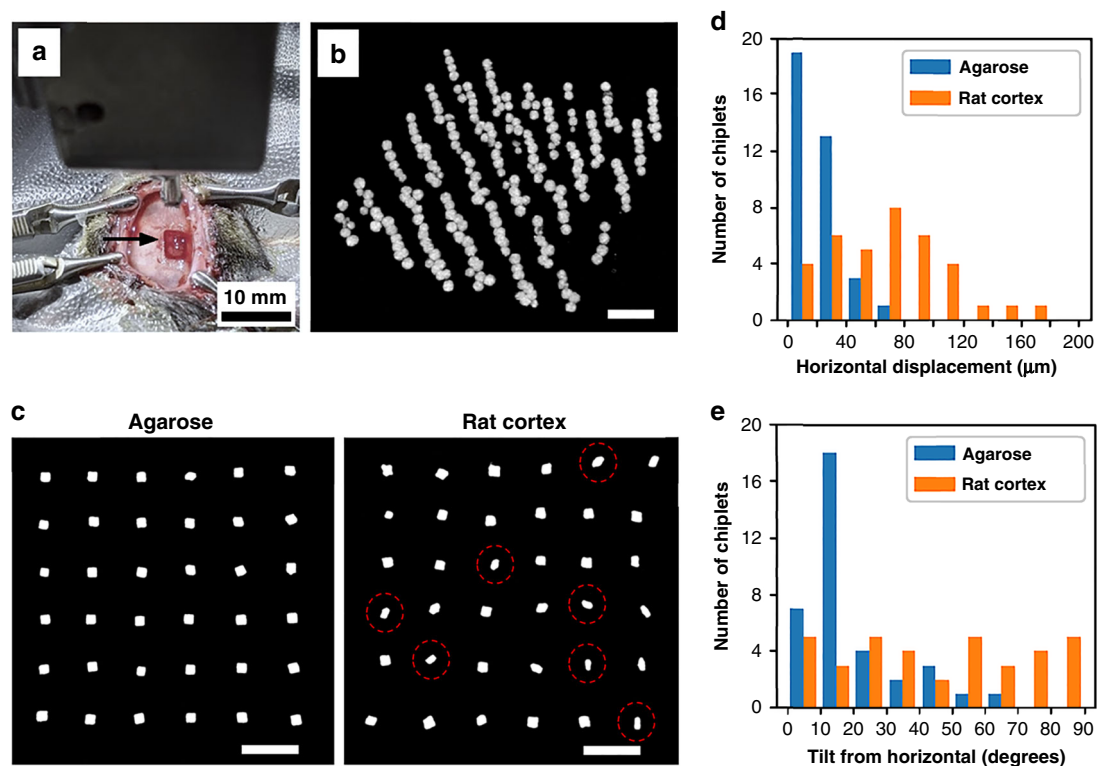 a
10 mm
b
c
Agarose
Rat cortex
d
20
16
12
8
4
0
Number of chiplets
Agarose
Rat cortex
0 40 80 120 160 200
Horizontal displacement (µm)
e
20
16
12
8
4
0
Number of chiplets
Agarose
Rat cortex
0 10 20 30 40 50 60 70 80 90
Tilt from horizontal (degrees)